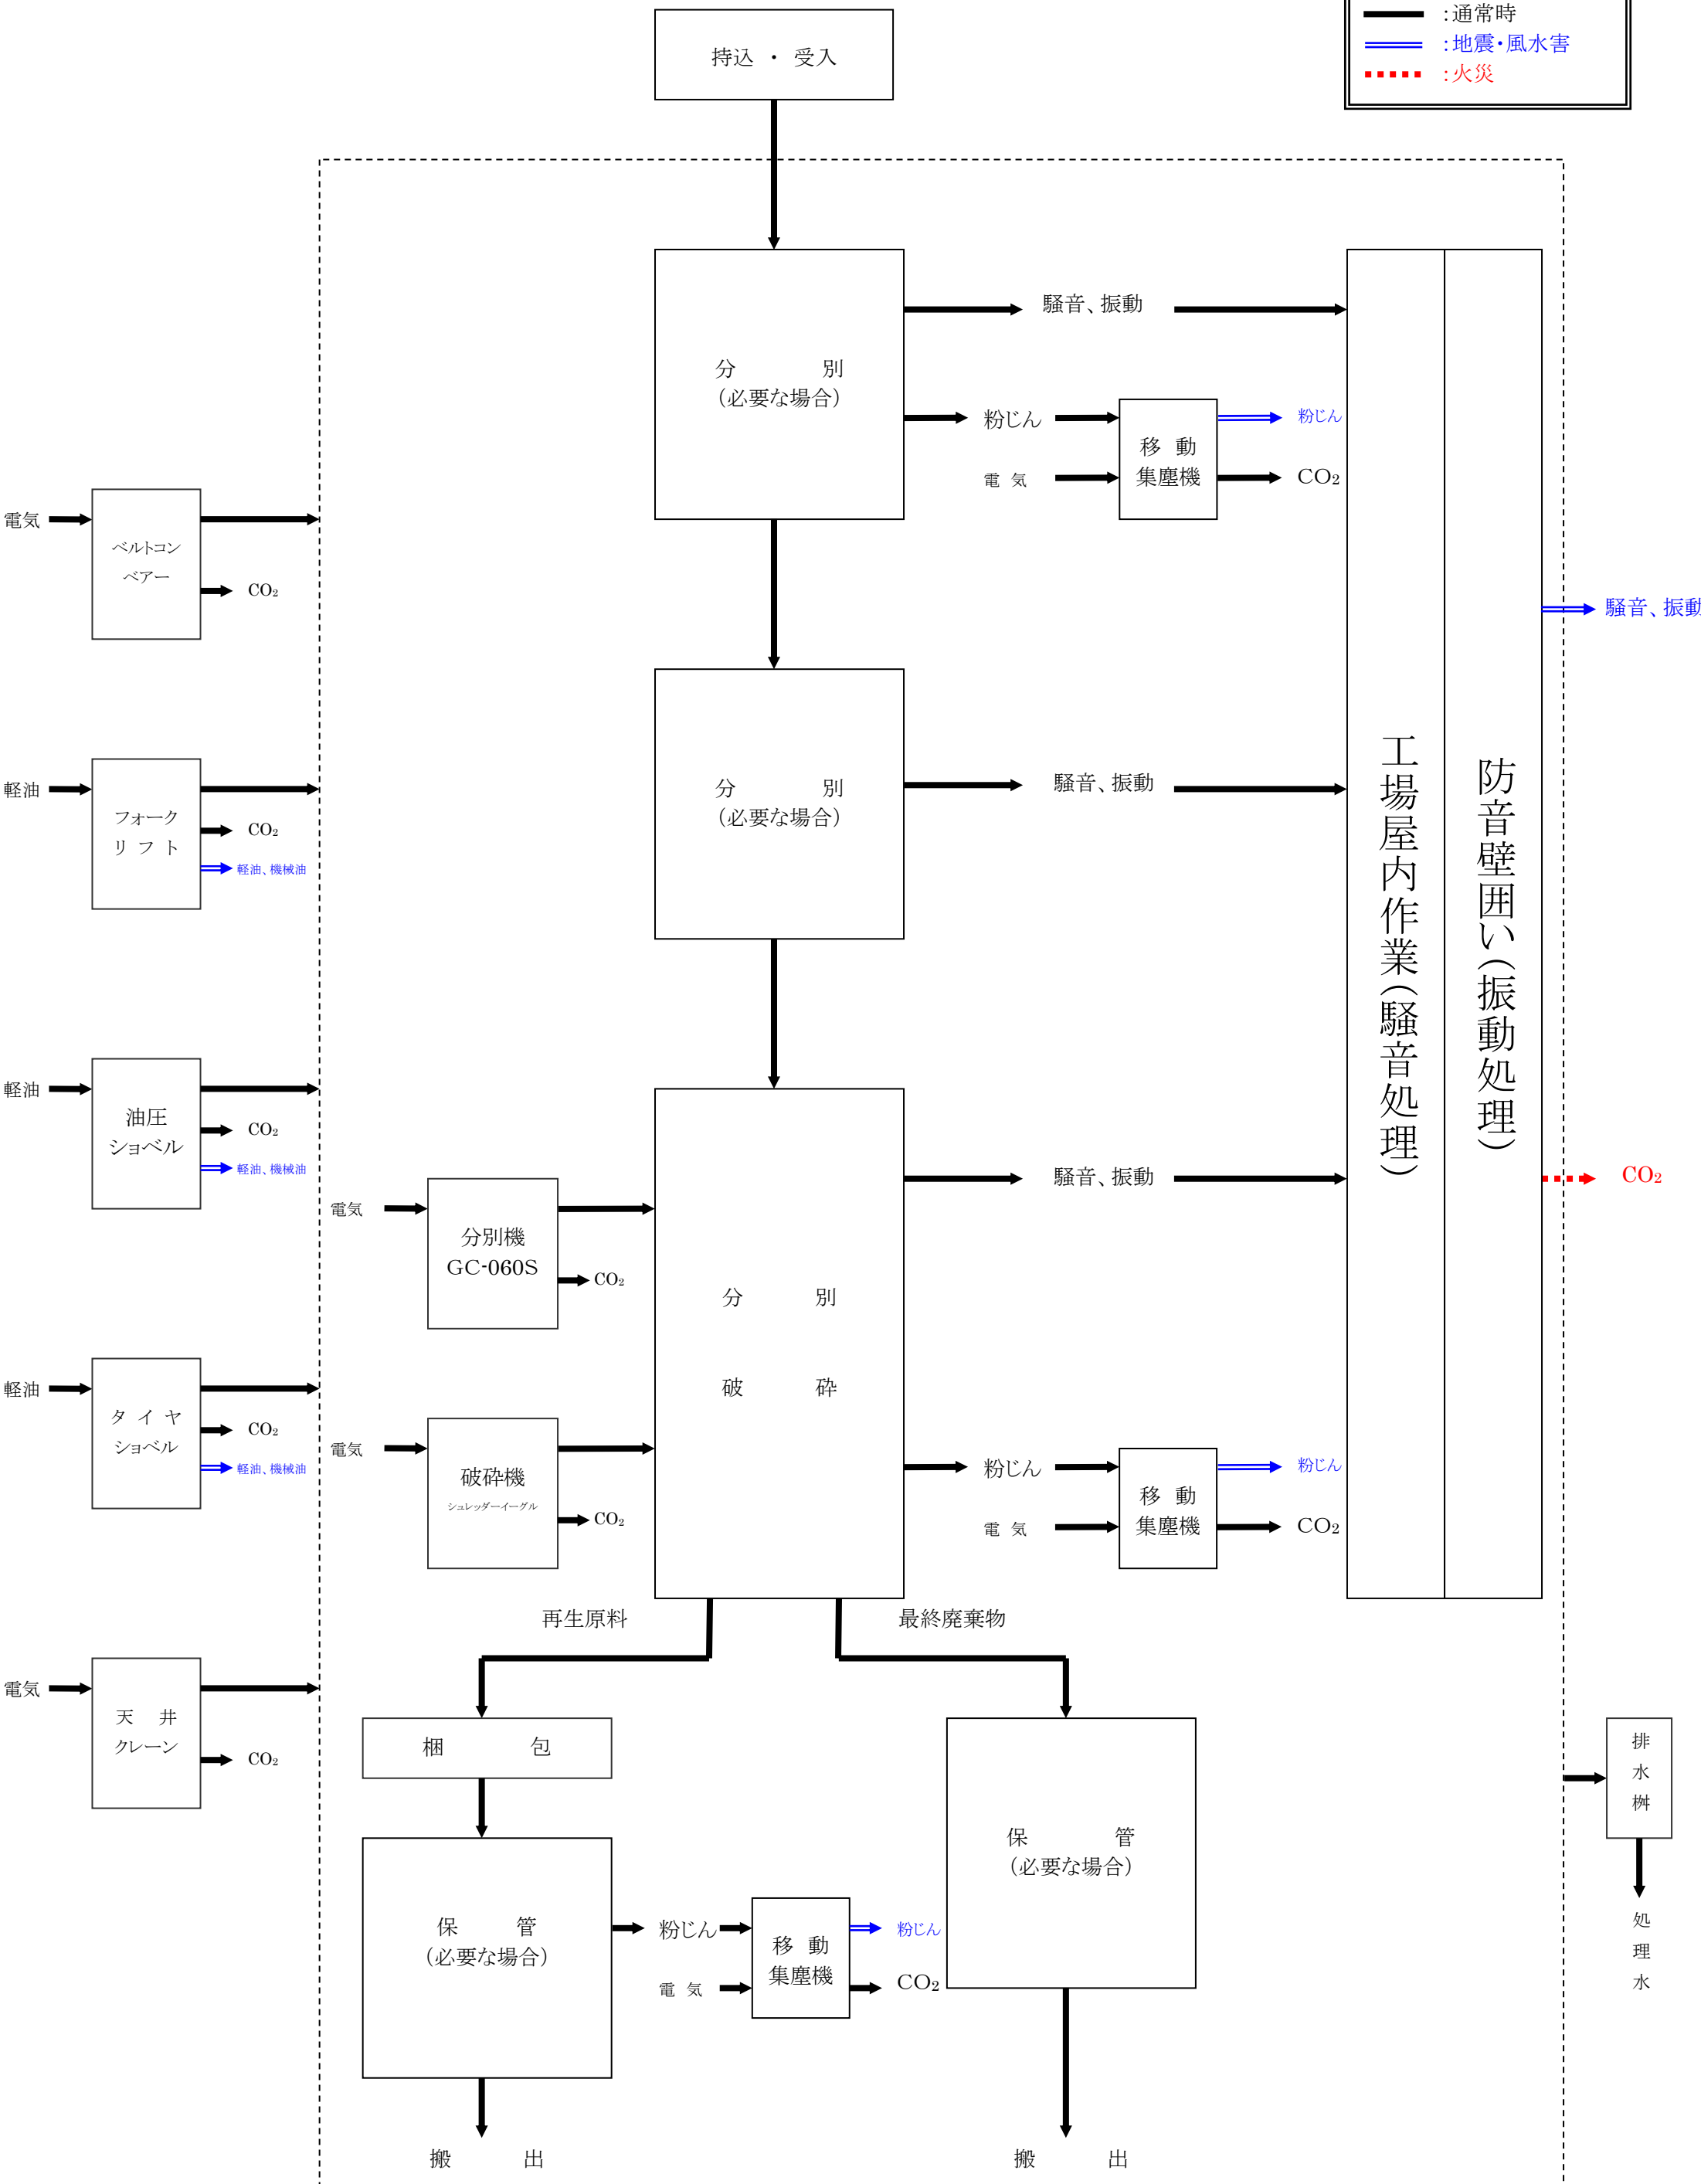 :通常時
:地震・風水害
:火災
持込 ・ 受入
分 別
(必要な場合)
騒音、振動
粉じん
電 気
移 動
集塵機
粉じん
CO₂
電気
ベルトコン
ベアー
CO₂
騒音、振動
軽油
フォーク
リ フ ト
CO₂
軽油、機械油
分 別
(必要な場合)
騒音、振動
工場屋内作業(騒音処理)
防音壁囲い(振動処理)
軽油
油圧
ショベル
CO₂
軽油、機械油
電気
分別機
GC-060S
CO₂
分 別
破 砕
騒音、振動
CO₂
軽油
タ イ ヤ
ショベル
CO₂
軽油、機械油
電気
破砕機
シュレッダーイーグル
CO₂
粉じん
電 気
移 動
集塵機
粉じん
CO₂
再生原料
最終廃棄物
電気
天 井
クレーン
CO₂
梱 包
保 管
(必要な場合)
粉じん
電 気
移 動
集塵機
粉じん
CO₂
保 管
(必要な場合)
排水桝
処理水
搬 出
搬 出